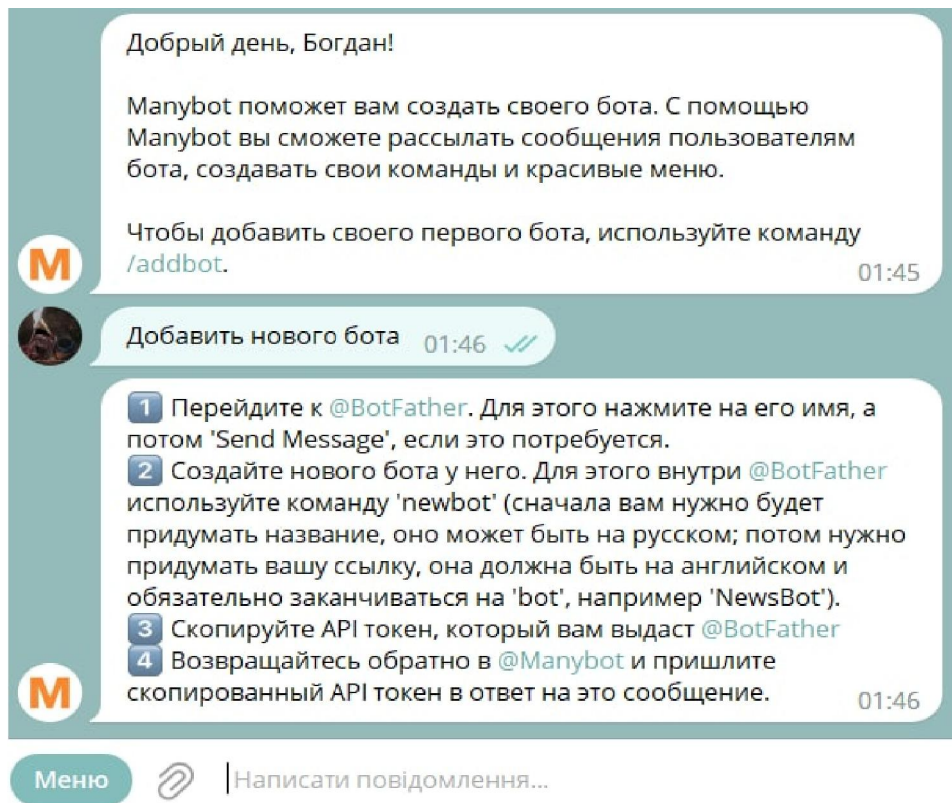 Добрый день, Богдан!
Manybot поможет вам создать своего бота. С помощью
Manybot вы сможете рассылать сообщения пользователям
бота, создавать свои команды и красивые меню.
Чтобы добавить своего первого бота, используйте команду
/addbot.
01:45
M
Добавить нового бота 01:46
1 Перейдите к @BotFather. Для этого нажмите на его имя, а
потом 'Send Message', если это потребуется.
2 Создайте нового бота у него. Для этого внутри @BotFather
используйте команду 'newbot' (сначала вам нужно будет
придумать название, оно может быть на русском; потом нужно
придумать вашу ссылку, она должна быть на английском и
обязательно заканчиваться на 'bot', например 'NewsBot').
3 Скопируйте API токен, который вам выдаст @BotFather
4 Возвращайтесь обратно в @Manybot и пришлите
скопированный API токен в ответ на это сообщение.
01:46
M
Меню Написати повідомлення...